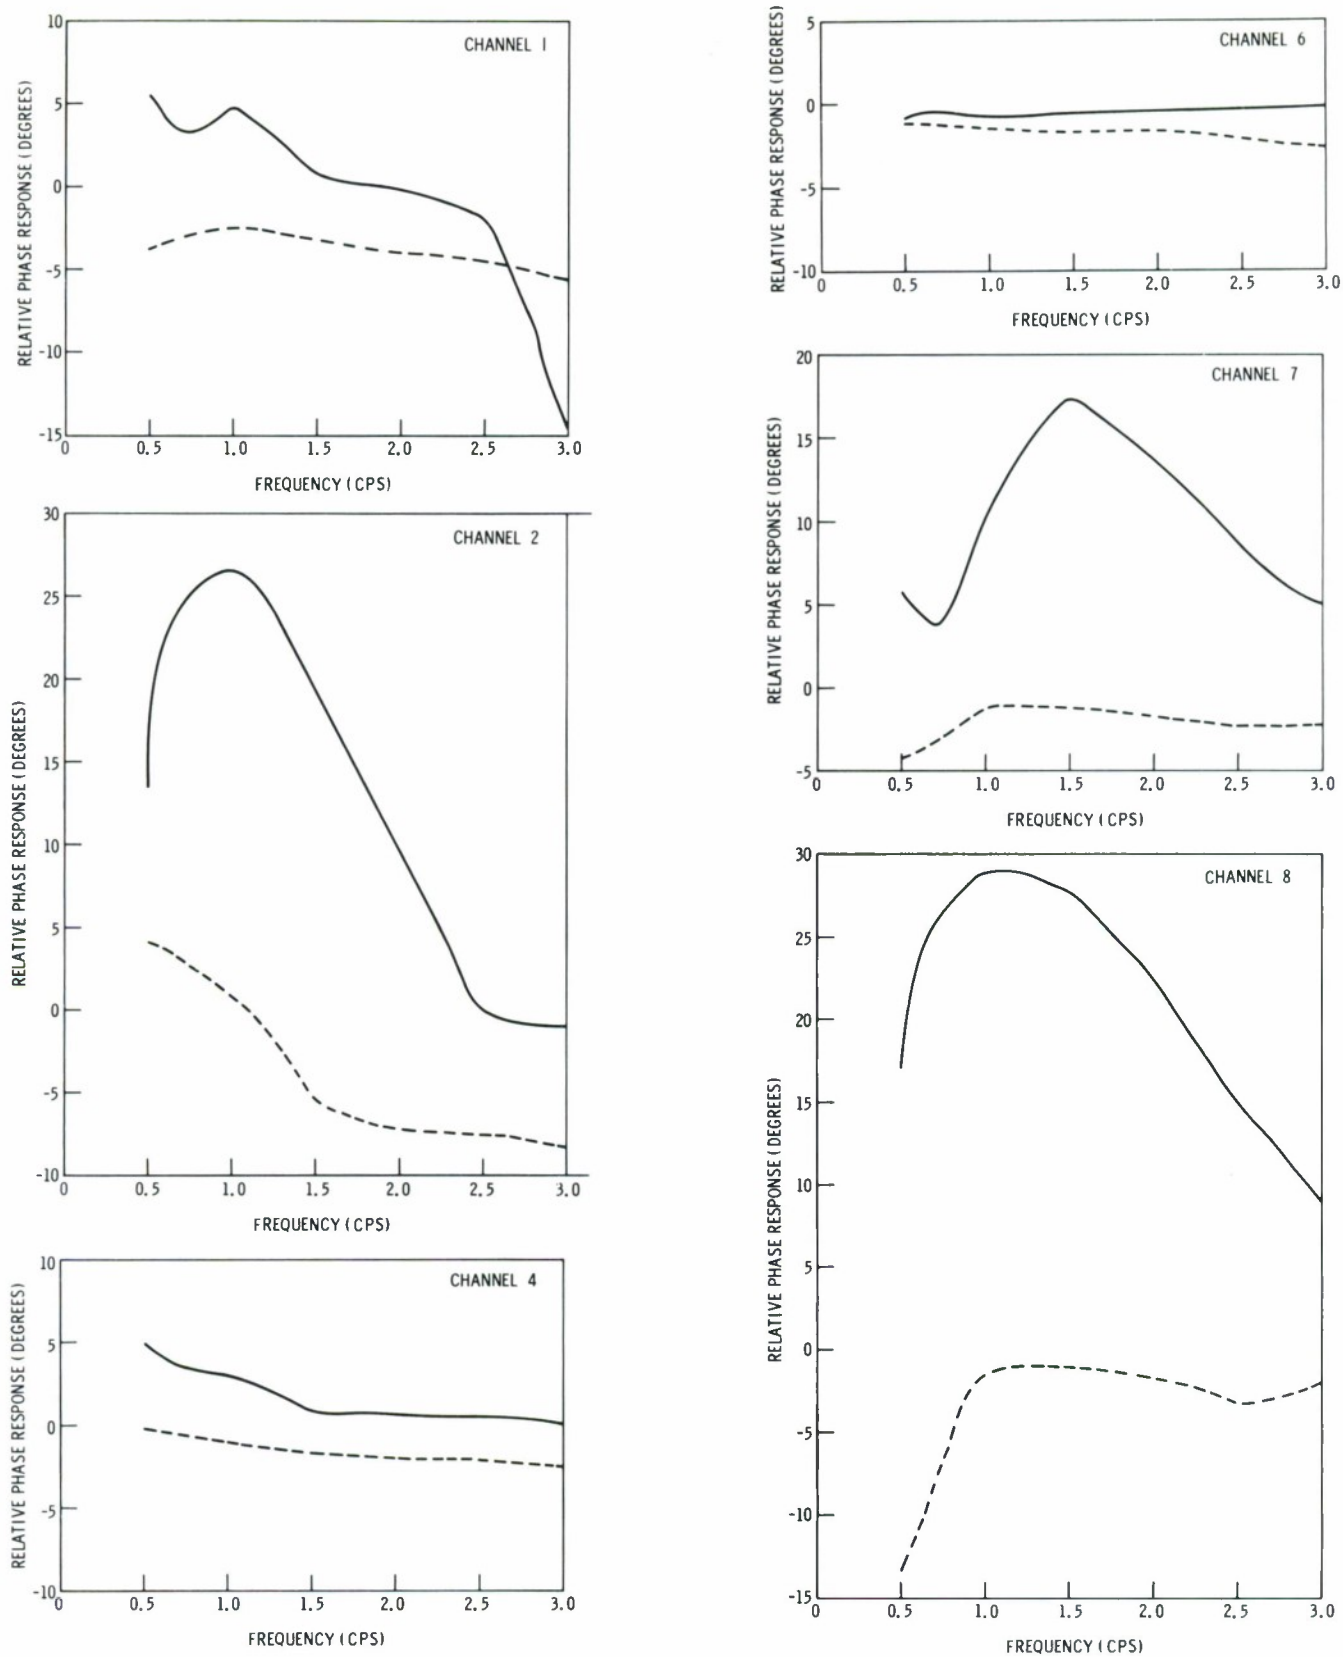 CHANNEL 1
RELATIVE PHASE RESPONSE (DEGREES)
10
5
0
-5
-10
-15
0 0.5 1.0 1.5 2.0 2.5 3.0
FREQUENCY (CPS)
CHANNEL 2
RELATIVE PHASE RESPONSE (DEGREES)
30
25
20
15
10
5
0
-5
-10
0 0.5 1.0 1.5 2.0 2.5 3.0
FREQUENCY (CPS)
CHANNEL 4
RELATIVE PHASE RESPONSE (DEGREES)
10
5
0
-5
-10
0 0.5 1.0 1.5 2.0 2.5 3.0
FREQUENCY (CPS)
CHANNEL 6
RELATIVE PHASE RESPONSE (DEGREES)
5
0
-5
-10
0 0.5 1.0 1.5 2.0 2.5 3.0
FREQUENCY (CPS)
CHANNEL 7
RELATIVE PHASE RESPONSE (DEGREES)
20
15
10
5
0
-5
0 0.5 1.0 1.5 2.0 2.5 3.0
FREQUENCY (CPS)
CHANNEL 8
RELATIVE PHASE RESPONSE (DEGREES)
30
25
20
15
10
5
0
-5
-10
-15
0 0.5 1.0 1.5 2.0 2.5 3.0
FREQUENCY (CPS)